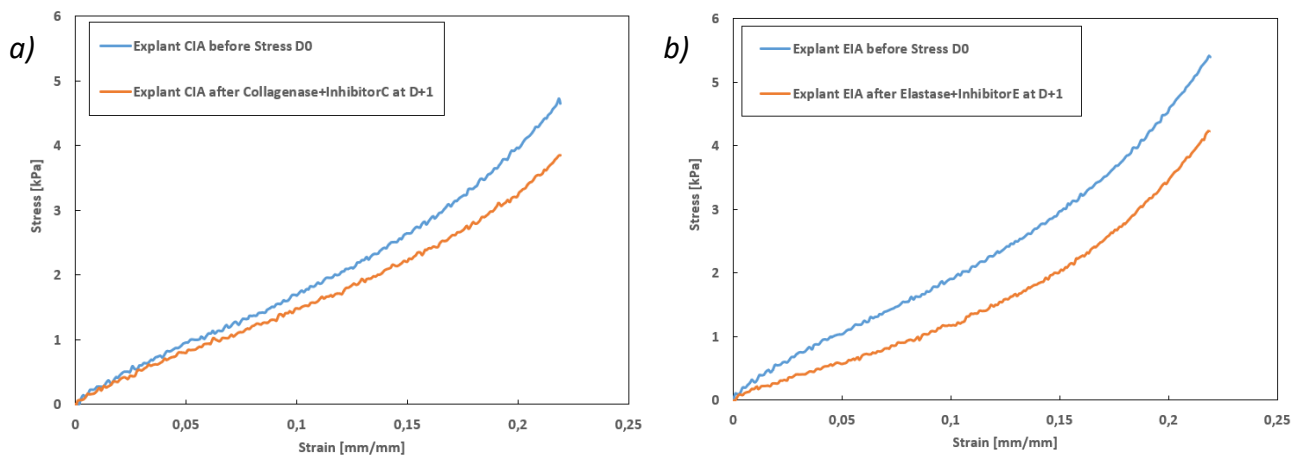 a)
Explant CIA before Stress D0
Explant CIA after Collagenase+InhibitorC at D+1
Stress [kPa]
6
5
4
3
2
1
0
0
0,05
0,1
0,15
0,2
0,25
Strain [mm/mm]
b)
Explant EIA before Stress D0
Explant EIA after Elastase+InhibitorE at D+1
Stress [kPa]
6
5
4
3
2
1
0
0
0,05
0,1
0,15
0,2
0,25
Strain [mm/mm]